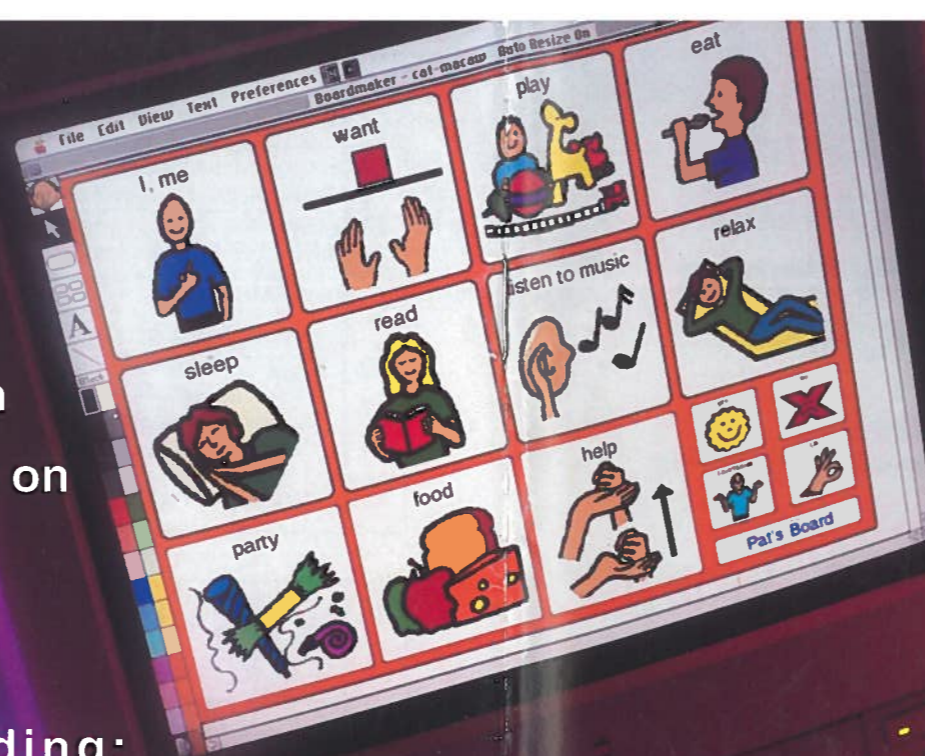 File Edit View Text Preferences
Boardmaker - cat-macaw Auto Resize On
I, me
want
play
eat
sleep
read
listen to music
relax
party
food
help
Pat's Board
A
on
ding: